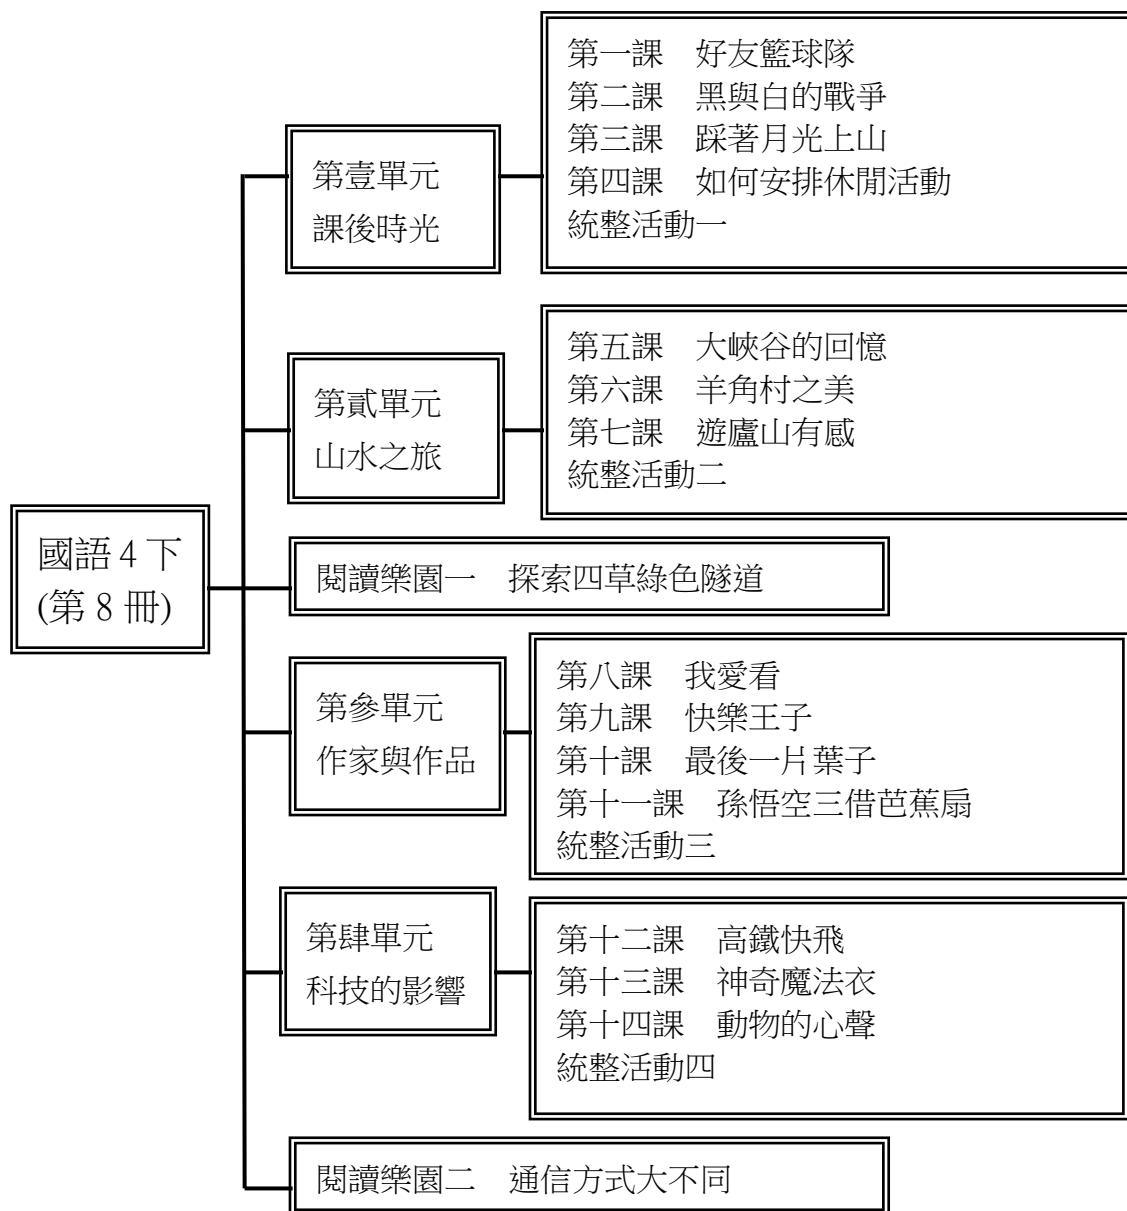 國語4下
(第8冊)
第壹單元
課後時光
第一課　好友籃球隊
第二課　黑與白的戰爭
第三課　踩著月光上山
第四課　如何安排休閒活動
統整活動一
第貳單元
山水之旅
第五課　大峽谷的回憶
第六課　羊角村之美
第七課　遊廬山有感
統整活動二
閱讀樂園一　探索四草綠色隧道
第參單元
作家與作品
第八課　我愛看
第九課　快樂王子
第十課　最後一片葉子
第十一課　孫悟空三借芭蕉扇
統整活動三
第肆單元
科技的影響
第十二課　高鐵快飛
第十三課　神奇魔法衣
第十四課　動物的心聲
統整活動四
閱讀樂園二　通信方式大不同